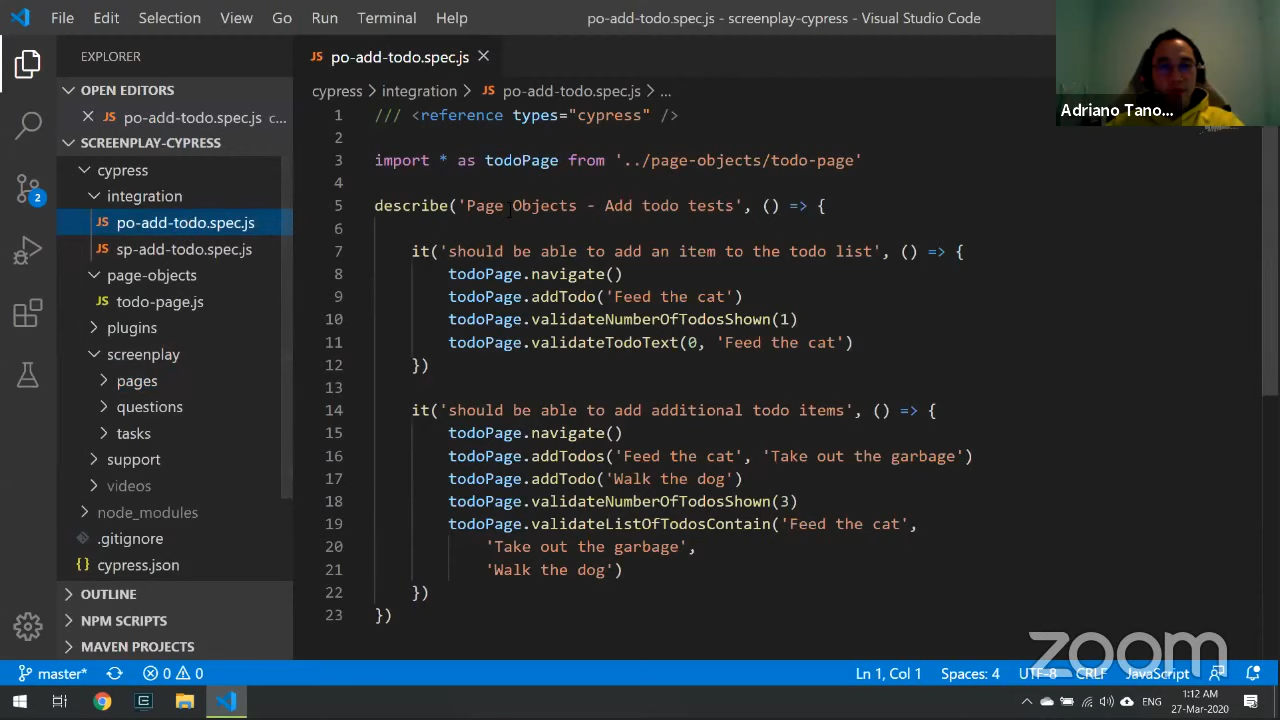 File Edit Selection View Go Run Terminal Help po-add-todo.spec.js - screenplay-cypress - Visual Studio Code
EXPLORER
OPEN EDITORS
po-add-todo.spec.js c...
SCREENPLAY-CYPRESS
cypress
integration
JS po-add-todo.spec.js
JS sp-add-todo.spec.js
page-objects
JS todo-page.js
plugins
screenplay
pages
questions
tasks
support
videos
node_modules
.gitignore
{} cypress.json
OUTLINE
NPM SCRIPTS
MAVEN PROJECTS
2
JS po-add-todo.spec.js
cypress > integration > JS po-add-todo.spec.js > ...
1 /// <reference types="cypress" />
2
3 import * as todoPage from '../page-objects/todo-page'
4
5 describe('Page Objects - Add todo tests', () => {
6
7 it('should be able to add an item to the todo list', () => {
8 todoPage.navigate()
9 todoPage.addTodo('Feed the cat')
10 todoPage.validateNumberOfTodosShown(1)
11 todoPage.validateTodoText(0, 'Feed the cat')
12 })
13
14 it('should be able to add additional todo items', () => {
15 todoPage.navigate()
16 todoPage.addTodos('Feed the cat', 'Take out the garbage')
17 todoPage.addTodo('Walk the dog')
18 todoPage.validateNumberOfTodosShown(3)
19 todoPage.validateListOfTodosContain('Feed the cat',
20 'Take out the garbage',
21 'Walk the dog')
22 })
23 })
Adriano Tano...
zoom
master* 0 0 Ln 1, Col 1 Spaces: 4 UTF-8 CRLF JavaScript
ENG 1:12 AM
27-Mar-2020